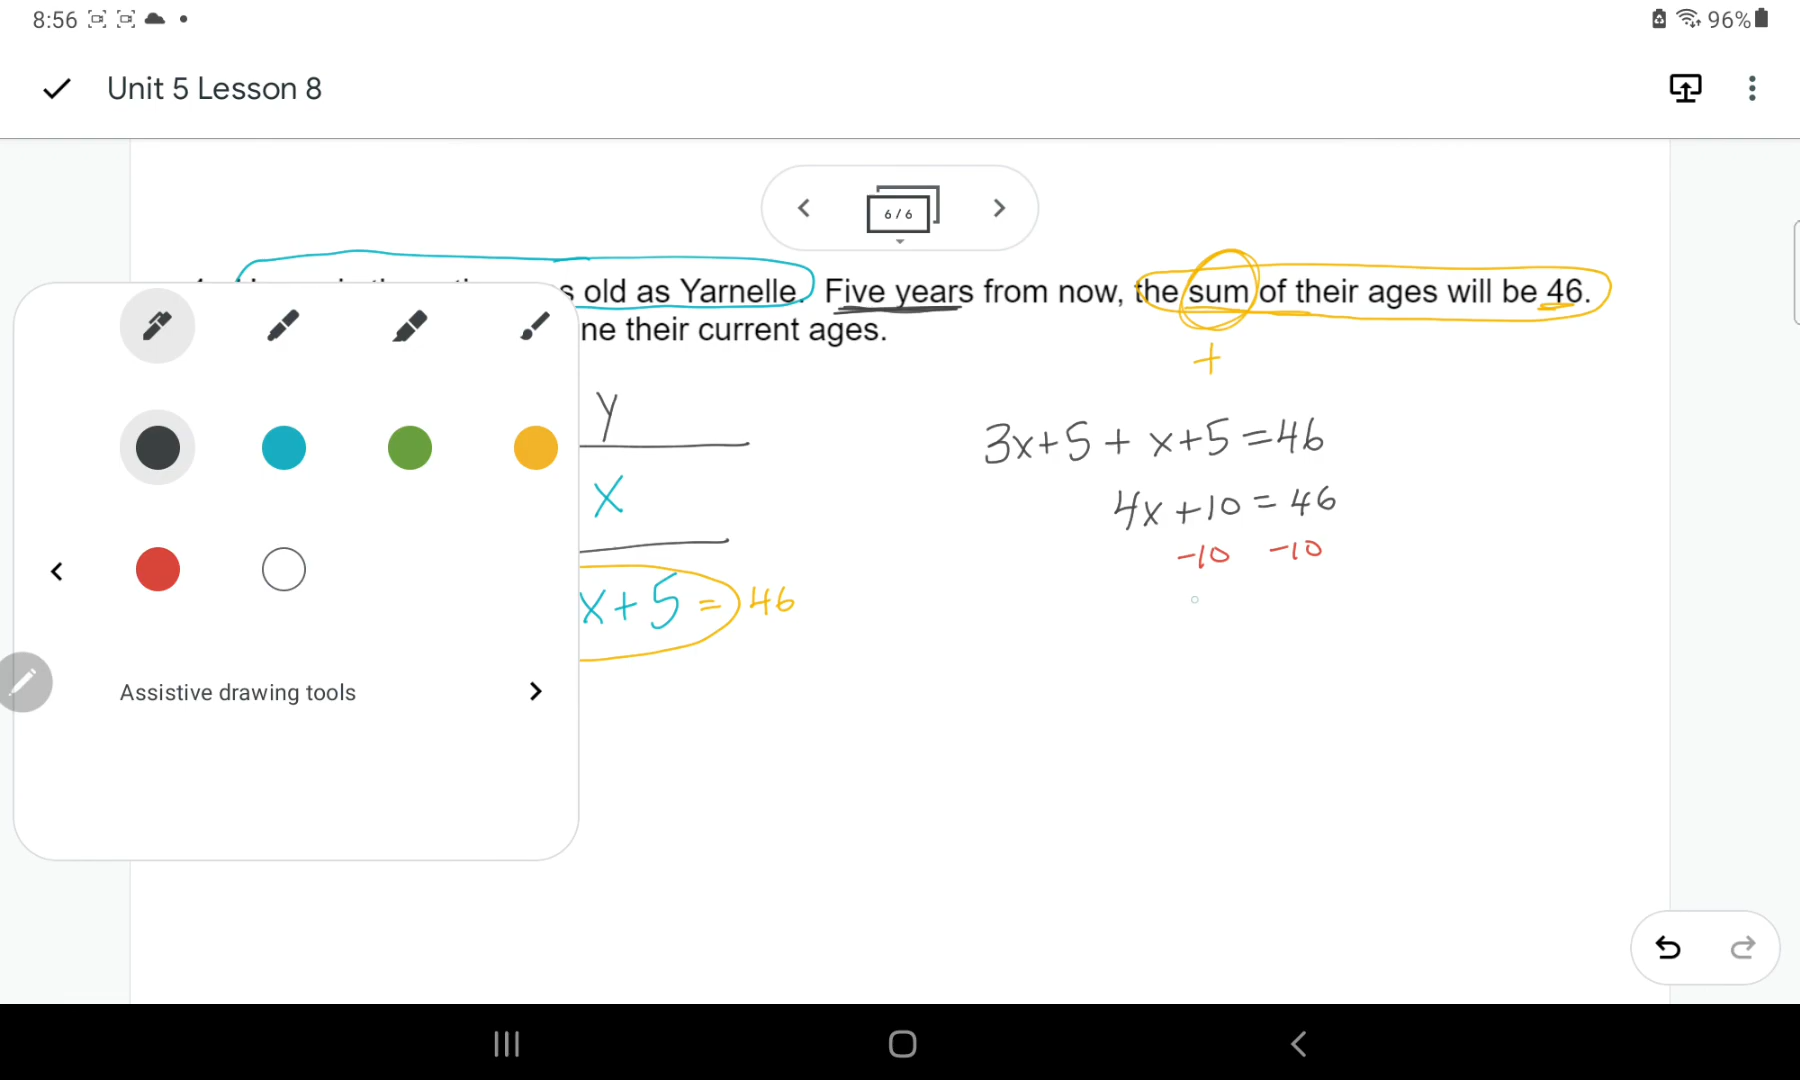 8:56
96%
Unit 5 Lesson 8
6 / 6
old as Yarnelle. Five years from now, the sum of their ages will be 46.
their current ages.
+
y
3x+5 + x+5 =46
x
4x +10 = 46
-10 -10
x+5 = 46
Assistive drawing tools